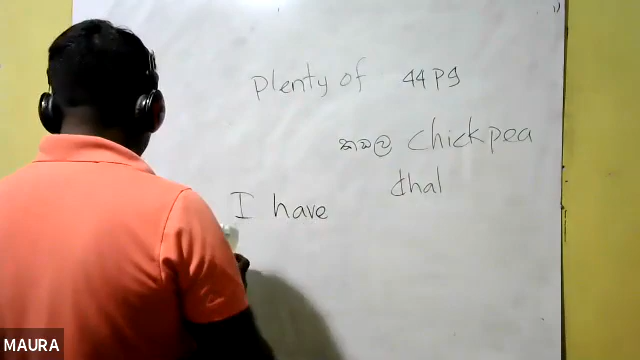 plenty of 44 pg
කඩල chickpea
dhal
I have
MAURA